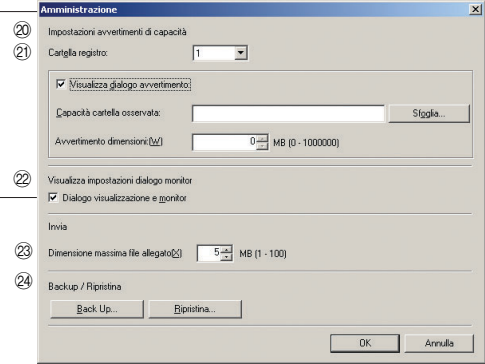 Amministrazione
⑳ Impostazioni avvertimenti di capacità
㉑ Cartella registro: 1
Visualizza dialogo avvertimento:
Capacità cartella osservata: Sfoglia...
Avvertimento dimensioni:(W) 0 MB (0 - 1000000)
㉒ Visualizza impostazioni dialogo monitor
Dialogo visualizzazione e monitor
Invia
㉓ Dimensione massima file allegato(X) 5 MB (1 - 100)
㉔ Backup / Ripristina
Back Up... Ripristina...
OK Annulla